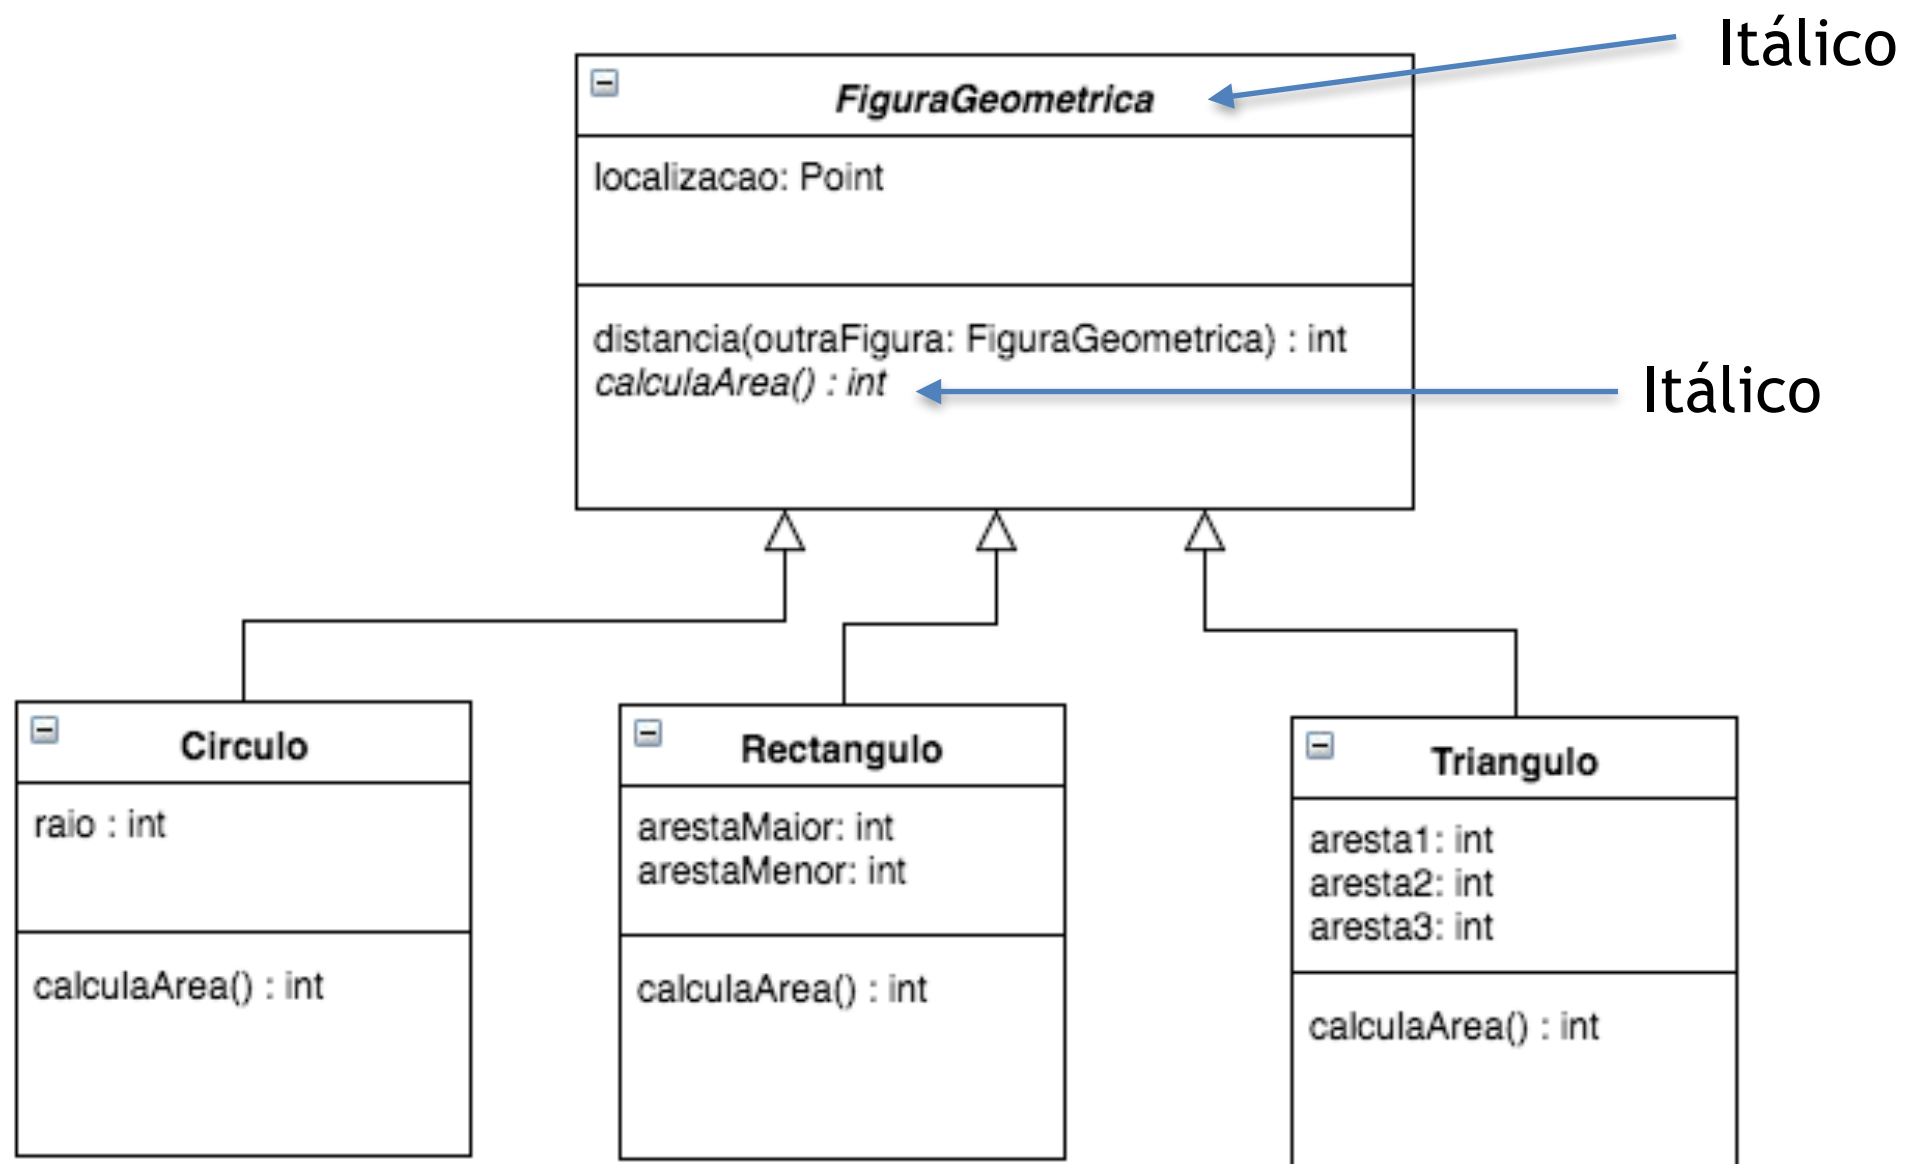 Itálico
FiguraGeometrica
localizacao: Point
distancia(outraFigura: FiguraGeometrica) : int
calculaArea() : int
Itálico
Circulo
raio : int
calculaArea() : int
Rectangulo
arestaMaior: int
arestaMenor: int
calculaArea() : int
Triangulo
aresta1: int
aresta2: int
aresta3: int
calculaArea() : int